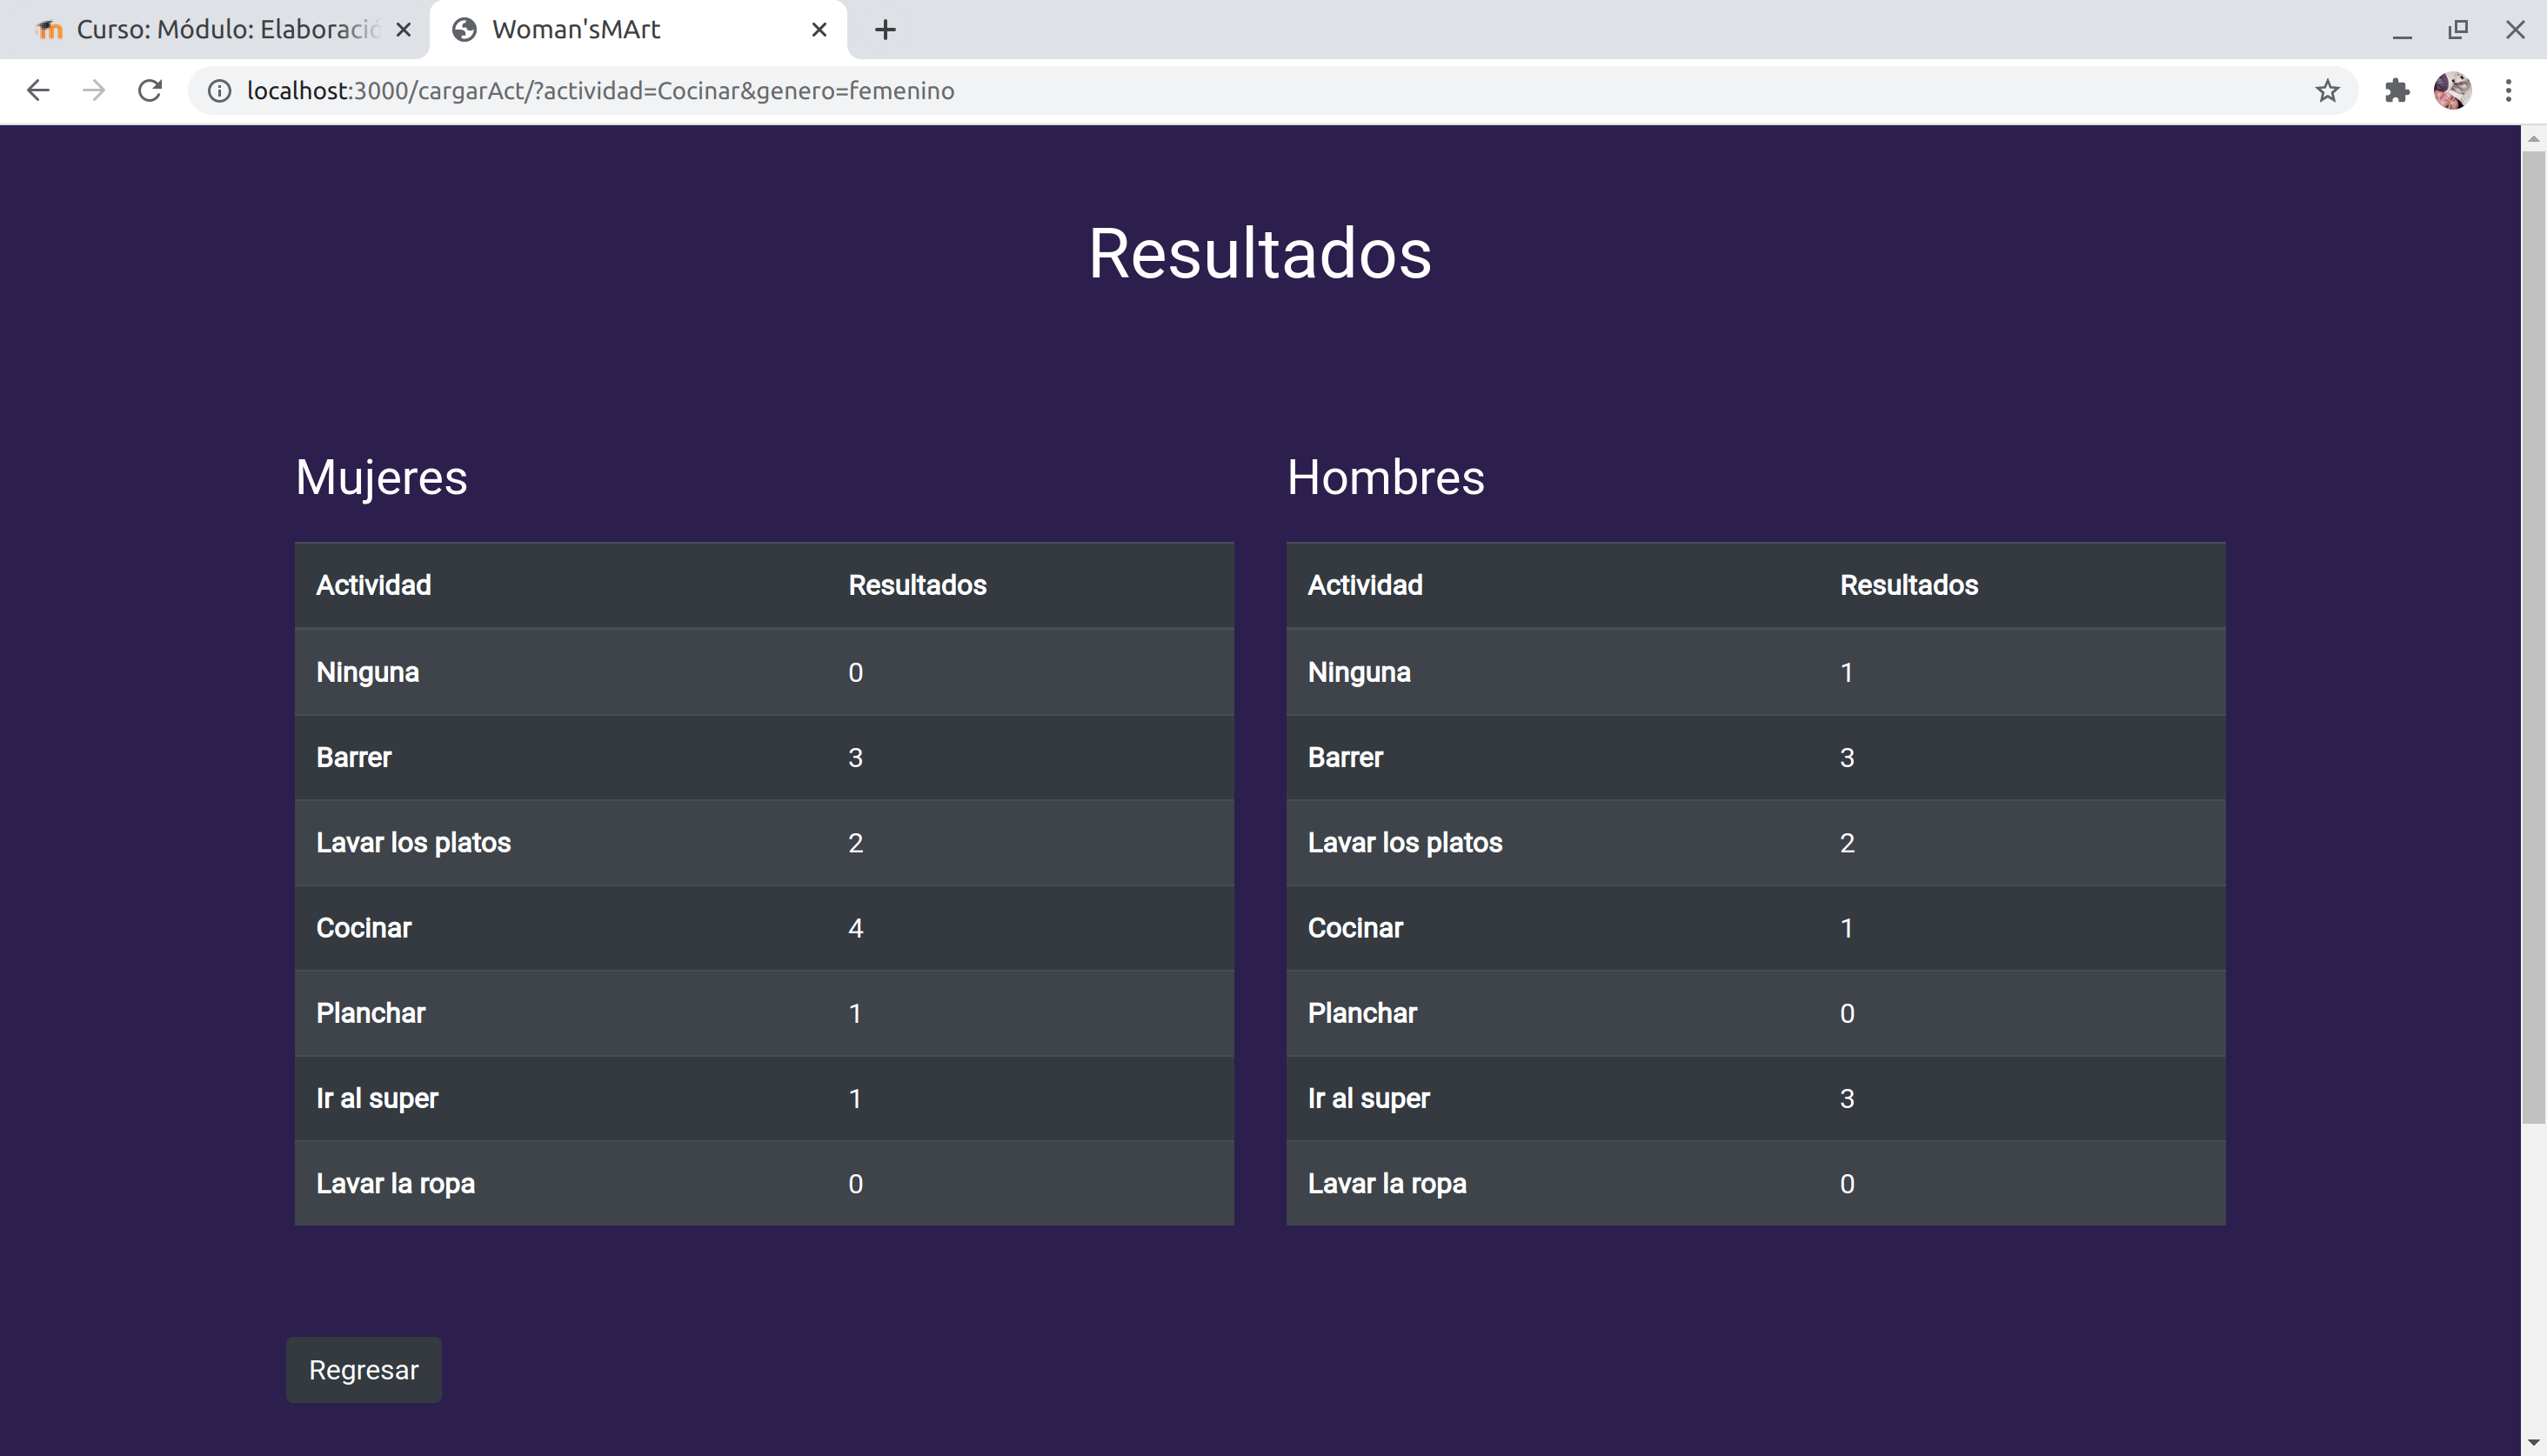 Curso: Módulo: Elaboració
Woman'sMArt
localhost:3000/cargarAct/?actividad=Cocinar&genero=femenino
Resultados
Mujeres
Actividad Resultados
Ninguna 0
Barrer 3
Lavar los platos 2
Cocinar 4
Planchar 1
Ir al super 1
Lavar la ropa 0
Hombres
Actividad Resultados
Ninguna 1
Barrer 3
Lavar los platos 2
Cocinar 1
Planchar 0
Ir al super 3
Lavar la ropa 0
Regresar